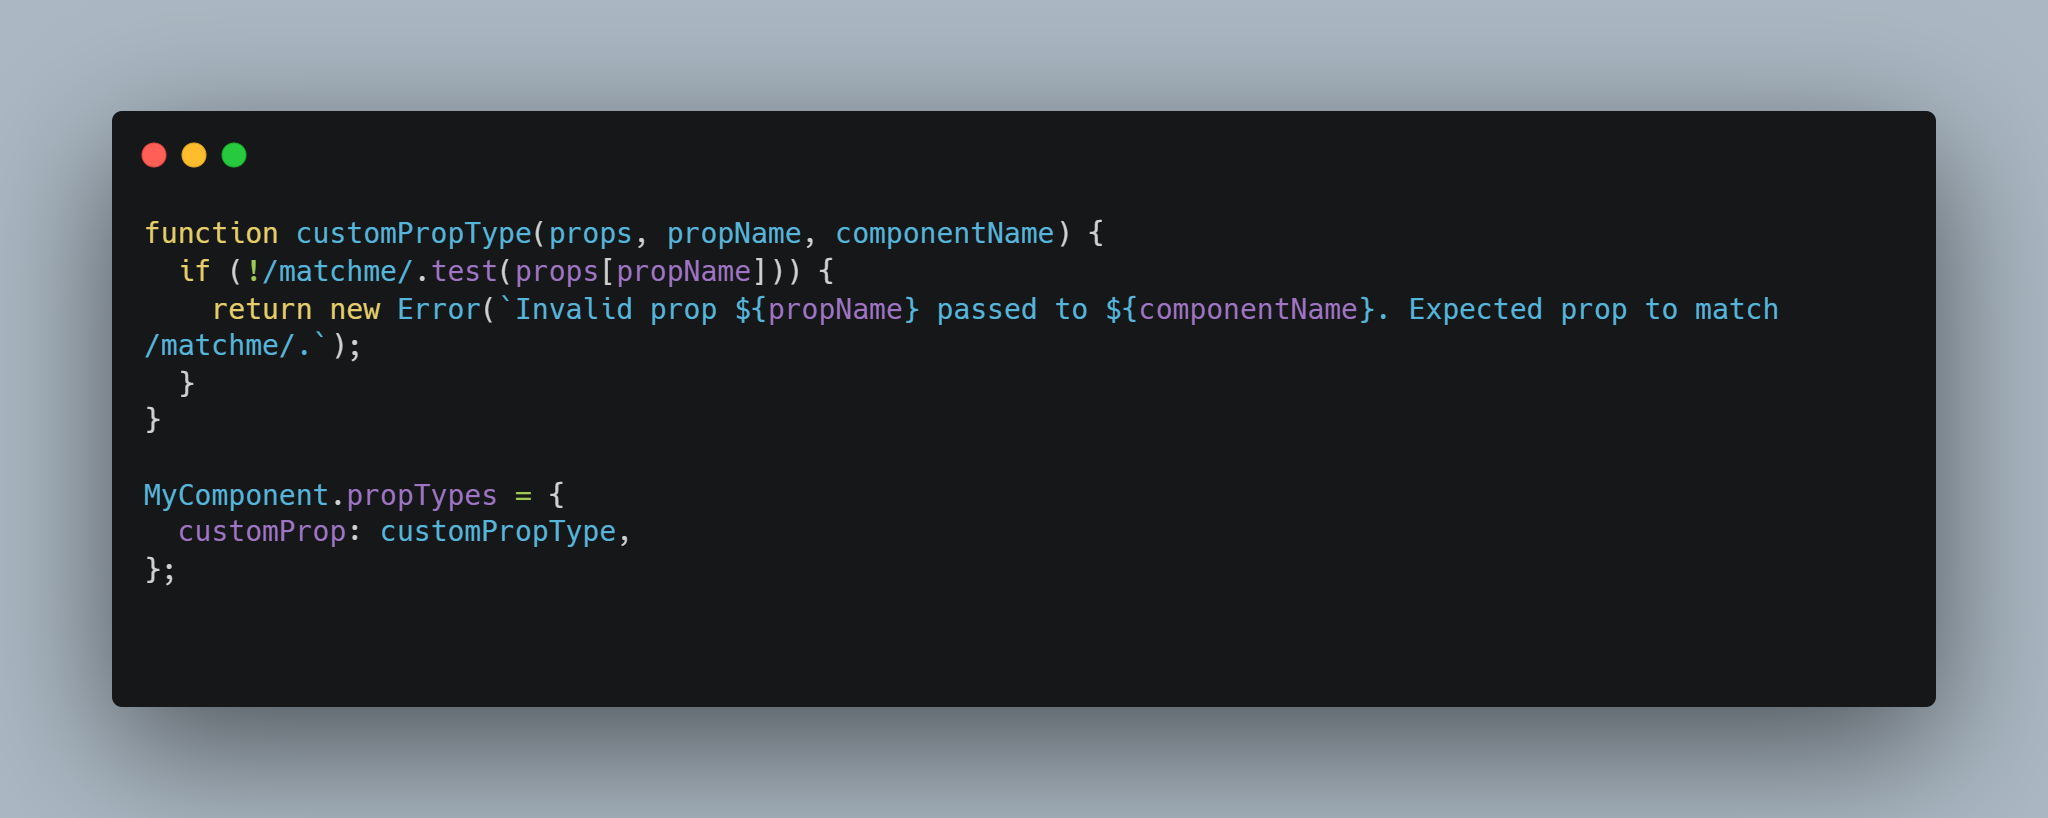 function customPropType(props, propName, componentName) {
  if (!/matchme/.test(props[propName])) {
    return new Error(`Invalid prop ${propName} passed to ${componentName}. Expected prop to match
/matchme/.`);
  }
}

MyComponent.propTypes = {
  customProp: customPropType,
};